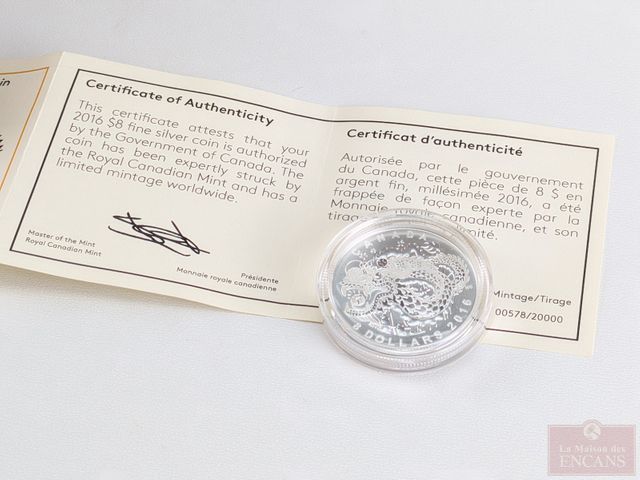 in
Certificate of Authenticity
This certificate attests that your
2016 $8 fine silver coin is authorized
by the Government of Canada. The
coin has been expertly struck by
the Royal Canadian Mint and has a
limited mintage worldwide.
Master of the Mint
Royal Canadian Mint
Présidente
Monnaie royale canadienne
Certificat d'authenticité
Autorisée par le gouvernement
du Canada, cette pièce de 8 $ en
argent fin, millésimée 2016, a été
frappée de façon experte par la
Monnaie royale canadienne, et son
Mintage/Tirage
00578/20000
8 DOLLARS 2016
La Maison des
ENCANS